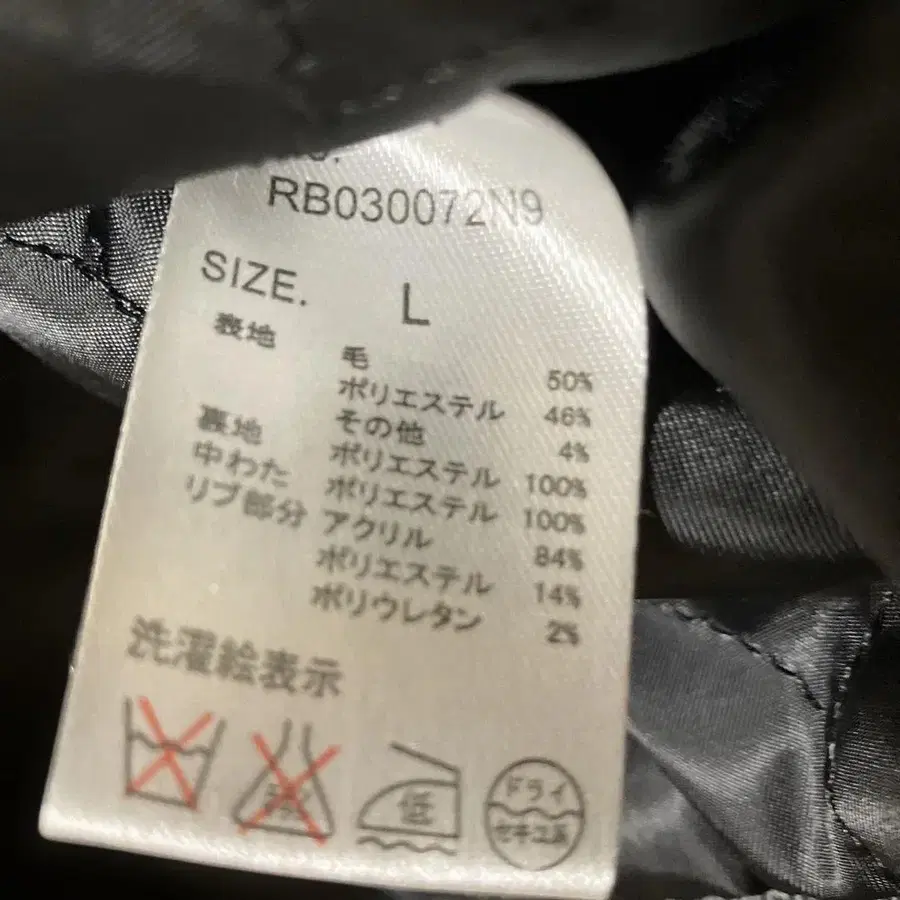 RB030072N9
SIZE. L
表地 毛 50%
ポリエステル 46%
その他 4%
裏地 ポリエステル 100%
中わた ポリエステル 100%
リブ部分 アクリル 84%
ポリエステル 14%
ポリウレタン 2%
洗濯絵表示
低
ドライ
セキユ系